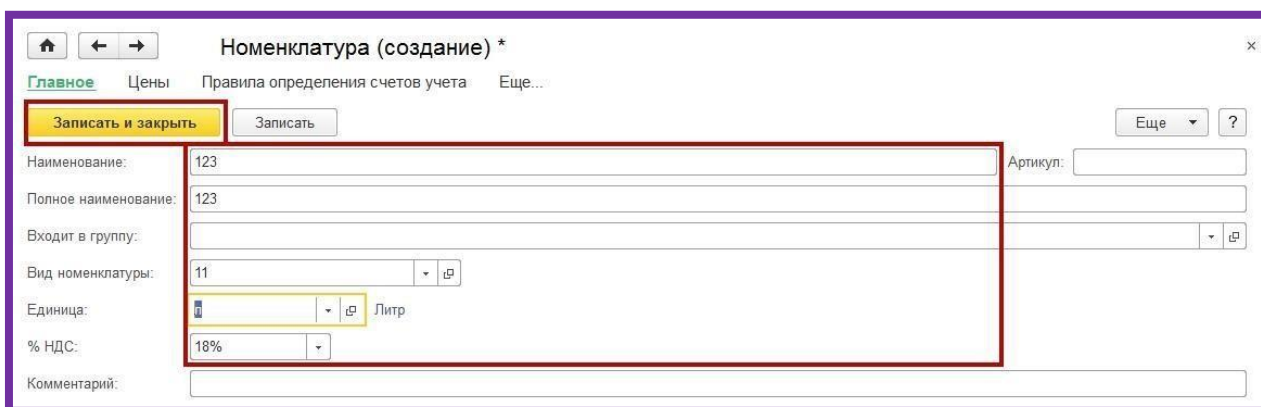 Номенклатура (создание) *
Главное Цены Правила определения счетов учета Еще...
Записать и закрыть Записать Еще ?
Наименование: 123 Артикул:
Полное наименование: 123
Входит в группу:
Вид номенклатуры: 11
Единица: л Литр
% НДС: 18%
Комментарий: